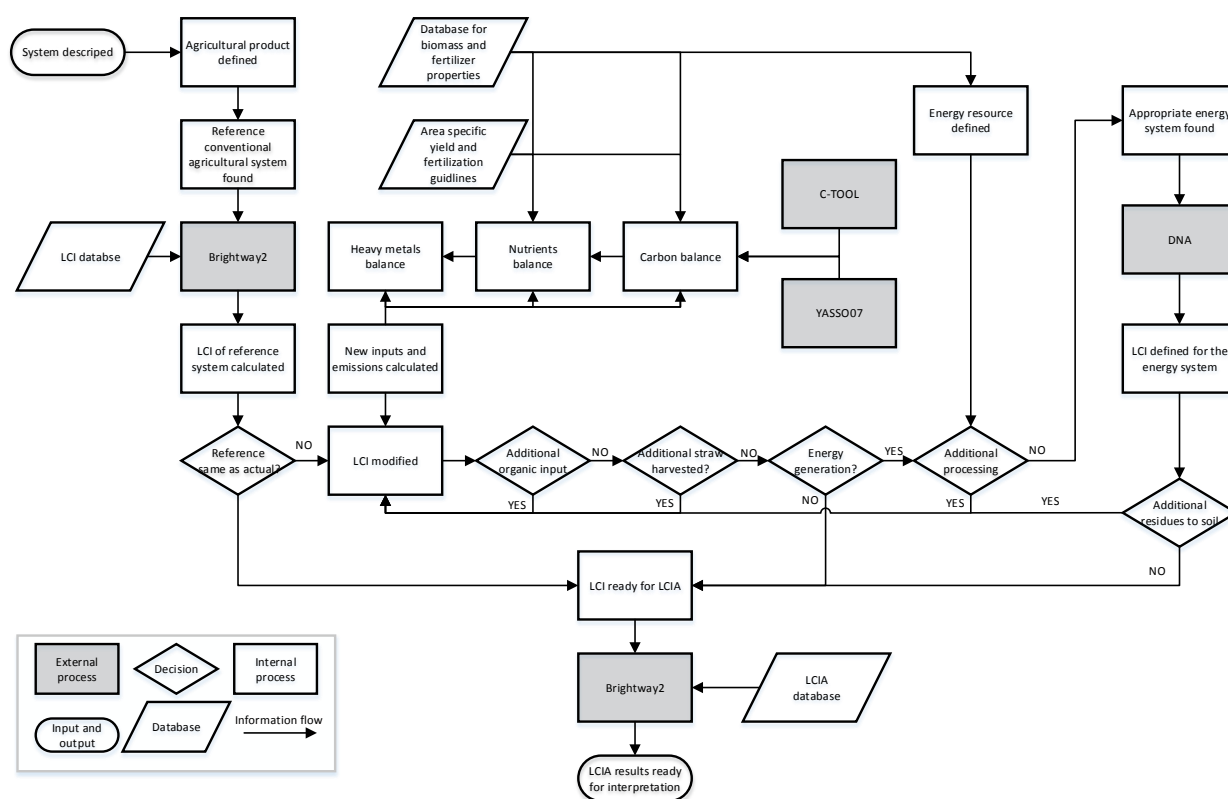 System descriped
Agricultural product
defined
Database for
biomass and
fertilizer
properties
Energy resource
defined
Appropriate energy
system found
Reference
conventional
agricultural system
found
Area specific
yield and
fertilization
guidlines
C-TOOL
LCI databse
Brightway2
Heavy metals
balance
Nutrients
balance
Carbon balance
DNA
YASSO07
LCI of reference
system calculated
New inputs and
emissions calculated
LCI defined for the
energy system
Reference
same as actual?
NO
LCI modified
Additional
organic input
NO
Additional straw
harvested?
NO
Energy
generation?
YES
Additional
processing
NO
YES
YES
NO
YES
YES
Additional
residues to soil
NO
LCI ready for LCIA
External
process
Decision
Internal
process
Input and
output
Database
Information flow
Brightway2
LCIA
database
LCIA results ready
for interpretation